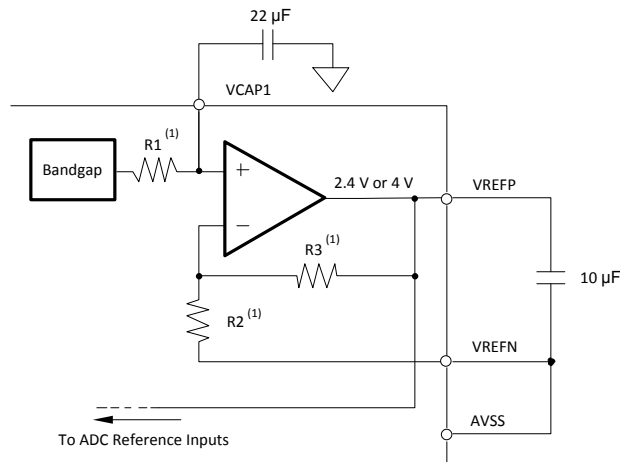 22 µF
VCAP1
R1 (1)
Bandgap
+
2.4 V or 4 V
VREFP
−
R3 (1)
10 µF
R2 (1)
VREFN
AVSS
To ADC Reference Inputs